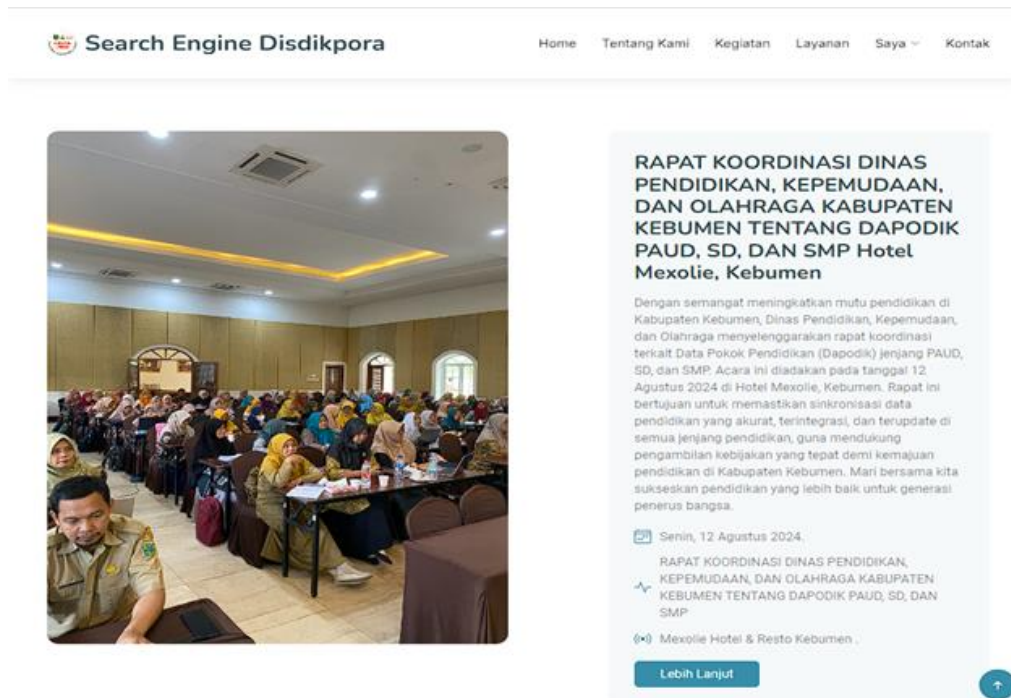 Search Engine Disdikpora
Home Tentang Kami Kegiatan Layanan Saya Kontak
RAPAT KOORDINASI DINAS
PENDIDIKAN, KEPEMUDAAN,
DAN OLAHRAGA KABUPATEN
KEBUMEN TENTANG DAPODIK
PAUD, SD, DAN SMP Hotel
Mexolie, Kebumen
Dengan semangat meningkatkan mutu pendidikan di
Kabupaten Kebumen, Dinas Pendidikan, Kepemudaan,
dan Olahraga menyelenggarakan rapat koordinasi
terkait Data Pokok Pendidikan (Dapodik) jenjang PAUD,
SD, dan SMP. Acara ini diadakan pada tanggal 12
Agustus 2024 di Hotel Mexolie, Kebumen. Rapat ini
bertujuan untuk memastikan sinkronisasi data
pendidikan yang akurat, terintegrasi, dan terupdate di
semua jenjang pendidikan, guna mendukung
pengambilan kebijakan yang tepat demi kemajuan
pendidikan di Kabupaten Kebumen. Mari bersama kita
sukseskan pendidikan yang lebih baik untuk generasi
penerus bangsa.
Senin, 12 Agustus 2024.
RAPAT KOORDINASI DINAS PENDIDIKAN,
KEPEMUDAAN, DAN OLAHRAGA KABUPATEN
KEBUMEN TENTANG DAPODIK PAUD, SD, DAN
SMP
Mexolie Hotel & Resto Kebumen .
Lebih Lanjut